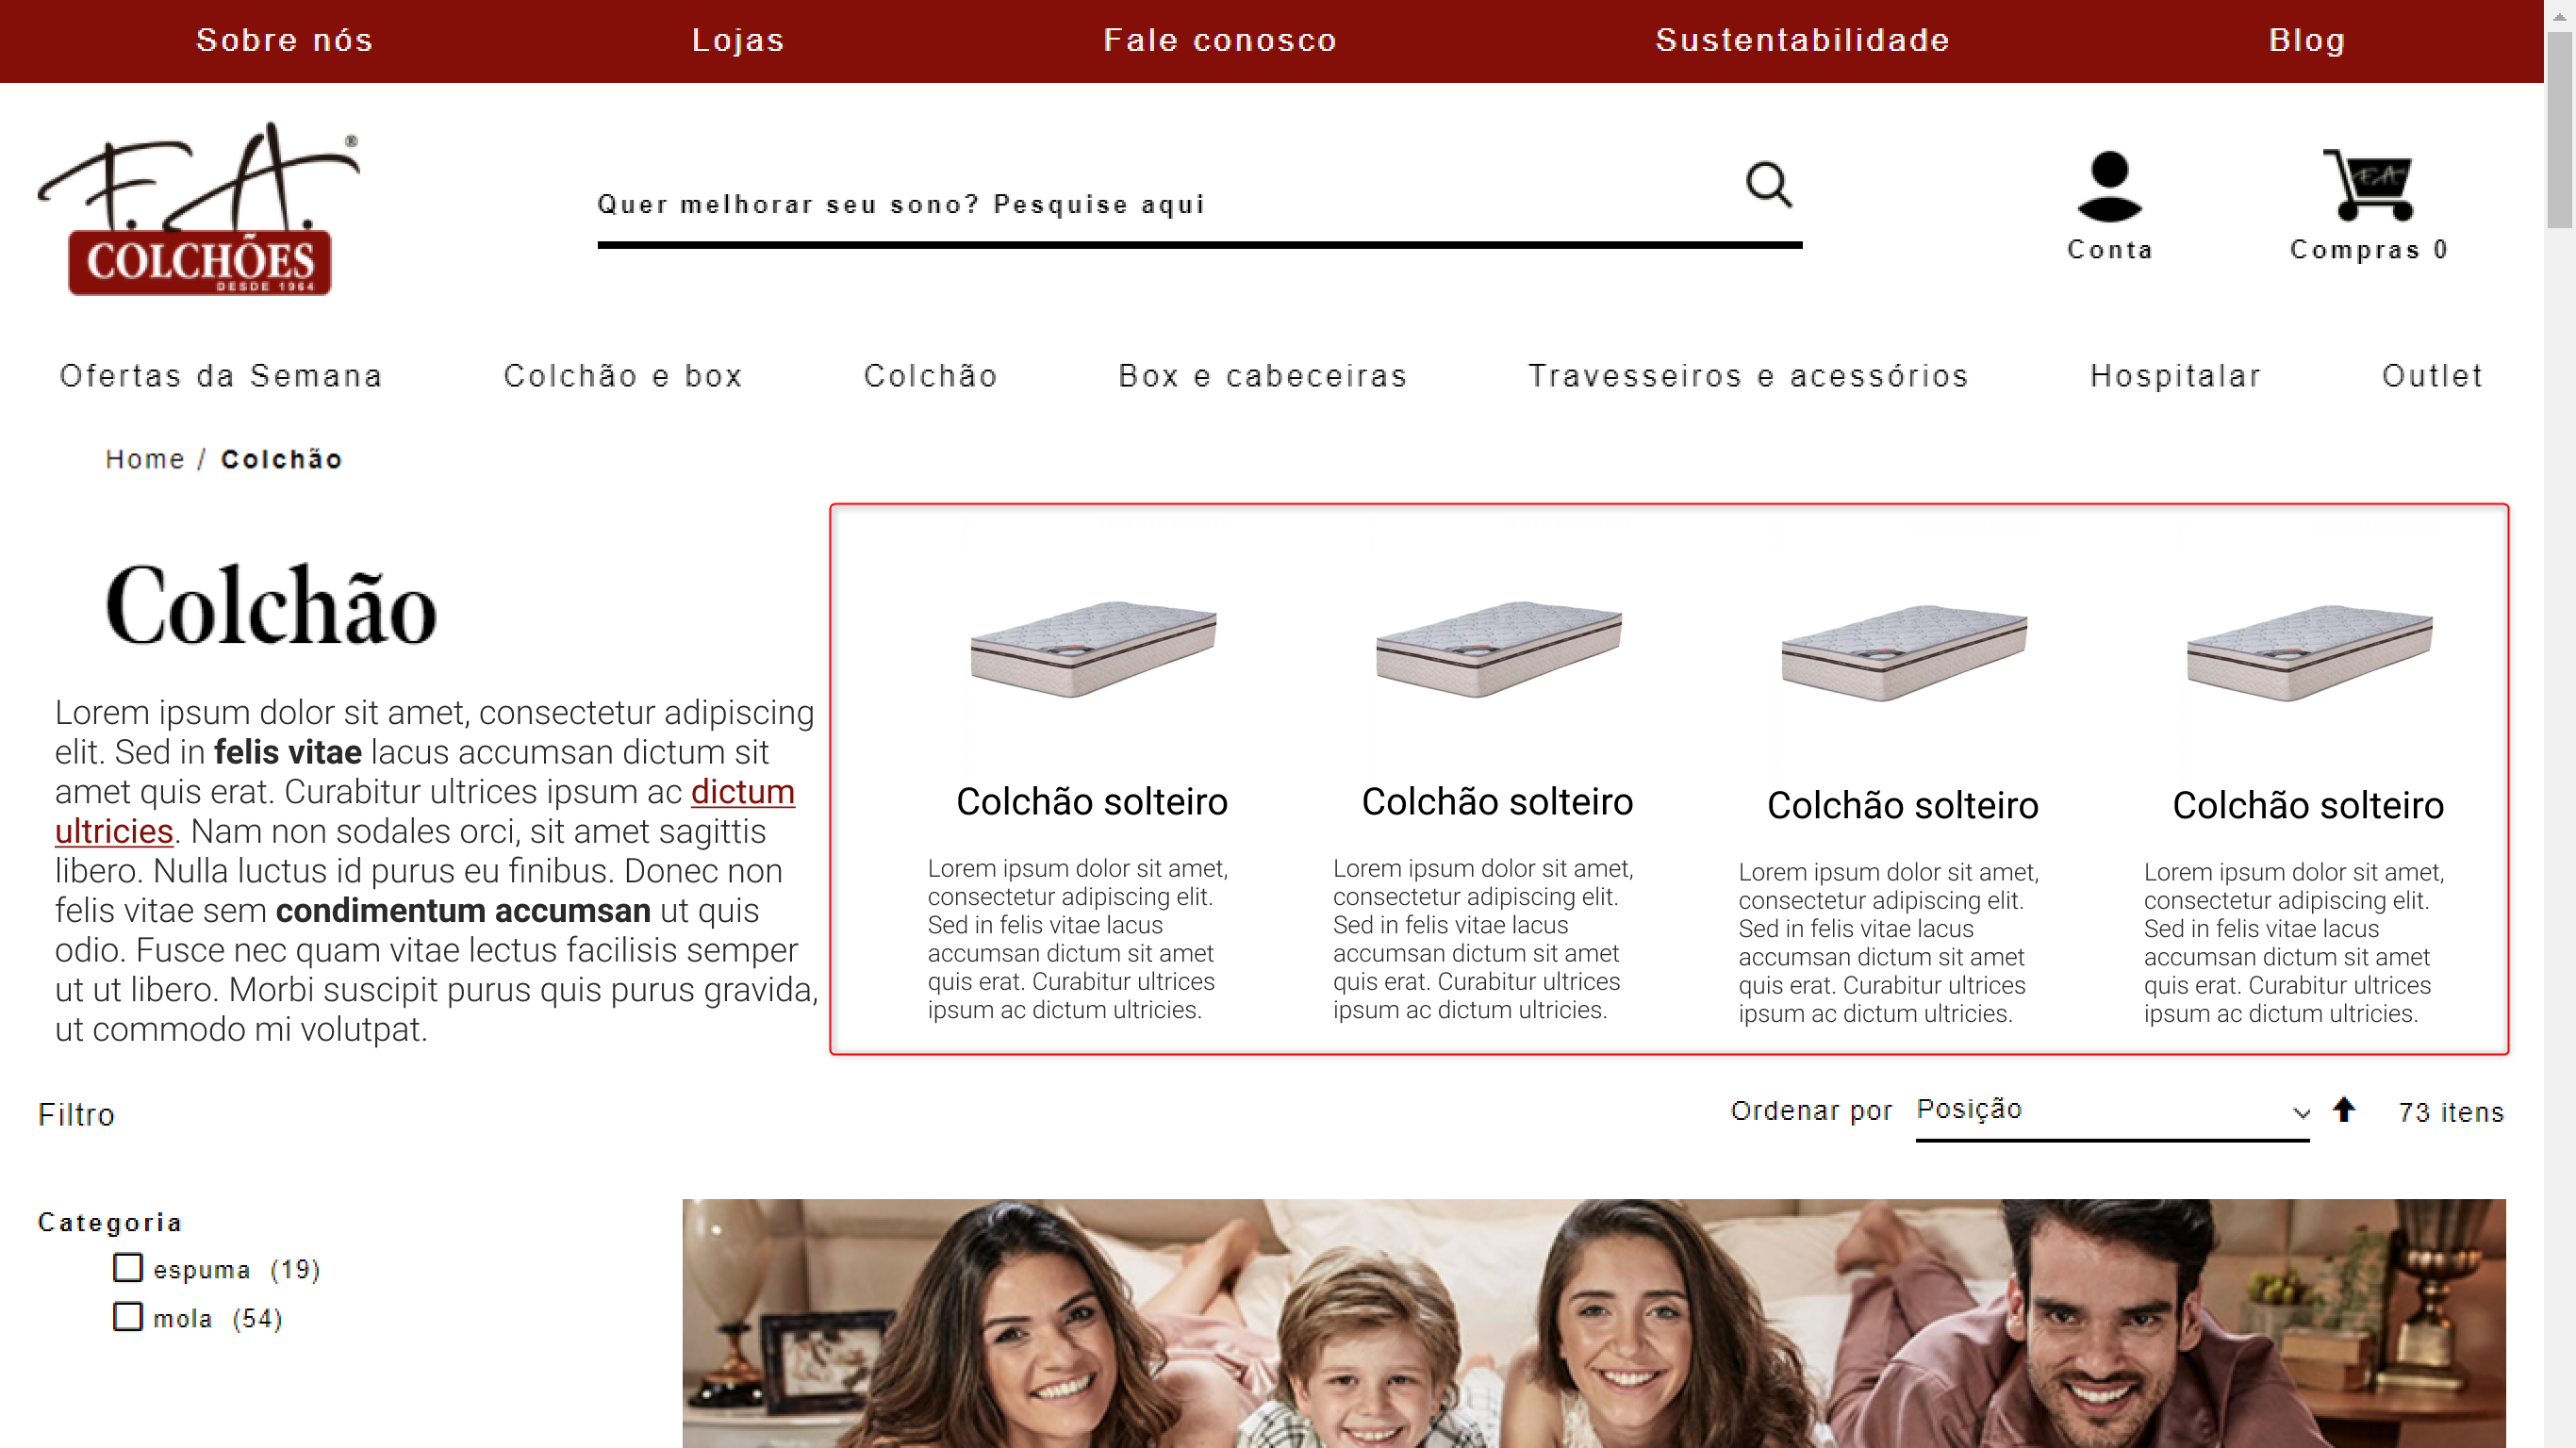 Sobre nós Lojas Fale conosco Sustentabilidade Blog
F.A.®
COLCHÕES
DESDE 1964
Quer melhorar seu sono? Pesquise aqui
F.A.
Conta
Compras 0
Ofertas da Semana Colchão e box Colchão Box e cabeceiras Travesseiros e acessórios Hospitalar Outlet
Home / Colchão
Colchão
Lorem ipsum dolor sit amet, consectetur adipiscing
elit. Sed in felis vitae lacus accumsan dictum sit
amet quis erat. Curabitur ultrices ipsum ac dictum
ultricies. Nam non sodales orci, sit amet sagittis
libero. Nulla luctus id purus eu finibus. Donec non
felis vitae sem condimentum accumsan ut quis
odio. Fusce nec quam vitae lectus facilisis semper
ut ut libero. Morbi suscipit purus quis purus gravida,
ut commodo mi volutpat.
Colchão solteiro
Lorem ipsum dolor sit amet,
consectetur adipiscing elit.
Sed in felis vitae lacus
accumsan dictum sit amet
quis erat. Curabitur ultrices
ipsum ac dictum ultricies.
Colchão solteiro
Lorem ipsum dolor sit amet,
consectetur adipiscing elit.
Sed in felis vitae lacus
accumsan dictum sit amet
quis erat. Curabitur ultrices
ipsum ac dictum ultricies.
Colchão solteiro
Lorem ipsum dolor sit amet,
consectetur adipiscing elit.
Sed in felis vitae lacus
accumsan dictum sit amet
quis erat. Curabitur ultrices
ipsum ac dictum ultricies.
Colchão solteiro
Lorem ipsum dolor sit amet,
consectetur adipiscing elit.
Sed in felis vitae lacus
accumsan dictum sit amet
quis erat. Curabitur ultrices
ipsum ac dictum ultricies.
Filtro
Ordenar por Posição 73 itens
Categoria
espuma (19)
mola (54)